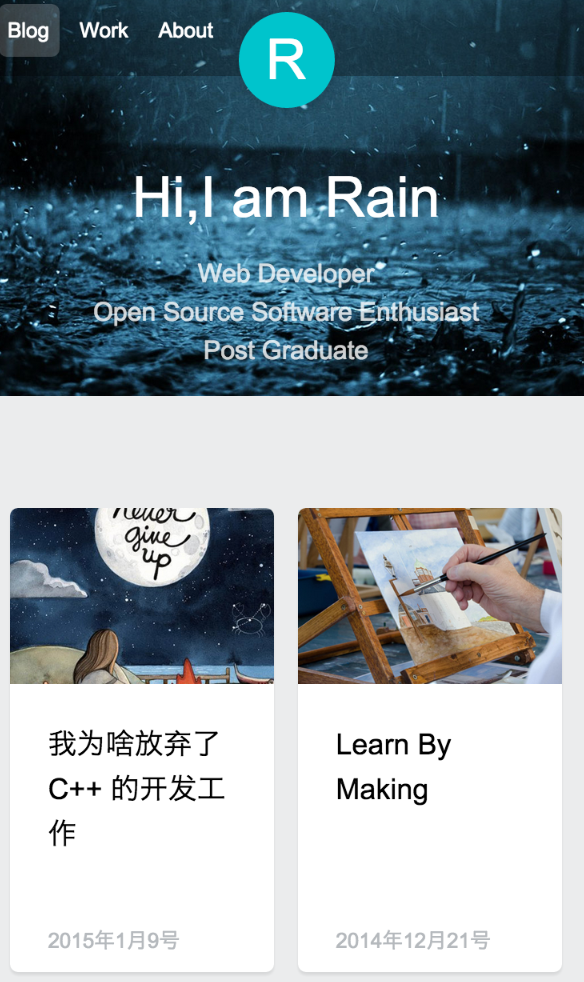 Blog Work About
R
Hi,I am Rain
Web Developer
Open Source Software Enthusiast
Post Graduate
never
give
up
我为啥放弃了
C++ 的开发工
作
2015年1月9号
Learn By
Making
2014年12月21号